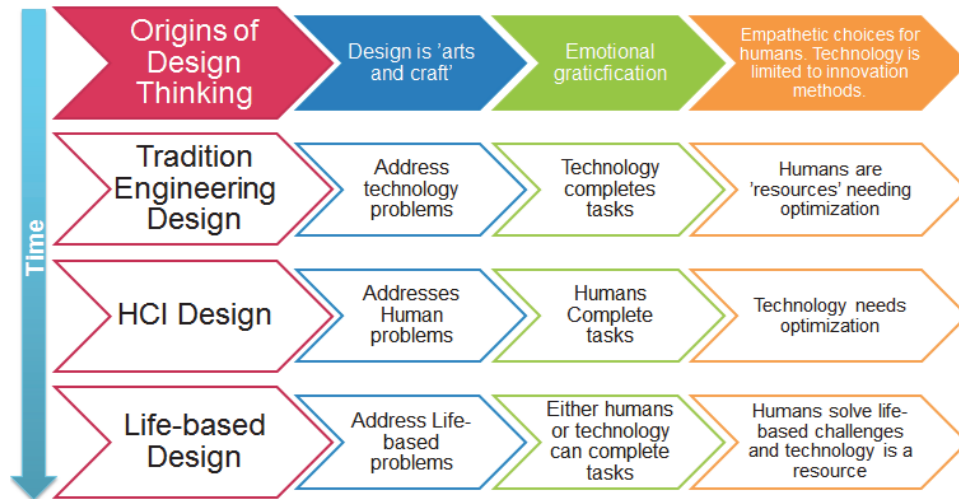 Origins of
Design
Thinking
Design is 'arts
and craft'
Emotional
graticfication
Empathetic choices for
humans. Technology is
limited to innovation
methods.
Time
Tradition
Engineering
Design
Address
technology
problems
Technology
completes
tasks
Humans are
'resources' needing
optimization
HCI Design
Addresses
Human
problems
Humans
Complete
tasks
Technology needs
optimization
Life-based
Design
Address Life-
based
problems
Either humans
or technology
can complete
tasks
Humans solve life-
based challenges
and technology is a
resource